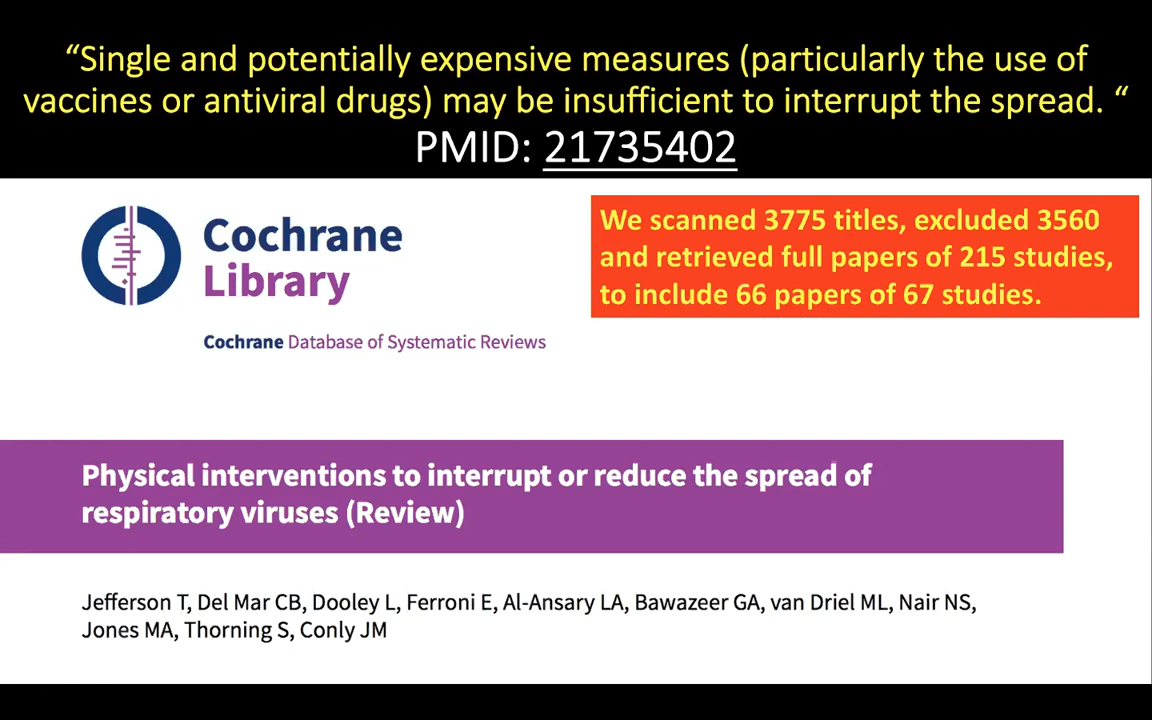 “Single and potentially expensive measures (particularly the use of
vaccines or antiviral drugs) may be insufficient to interrupt the spread. “
PMID: 21735402
Cochrane
Library
Cochrane Database of Systematic Reviews
We scanned 3775 titles, excluded 3560
and retrieved full papers of 215 studies,
to include 66 papers of 67 studies.
Physical interventions to interrupt or reduce the spread of
respiratory viruses (Review)
Jefferson T, Del Mar CB, Dooley L, Ferroni E, Al-Ansary LA, Bawazeer GA, van Driel ML, Nair NS,
Jones MA, Thorning S, Conly JM